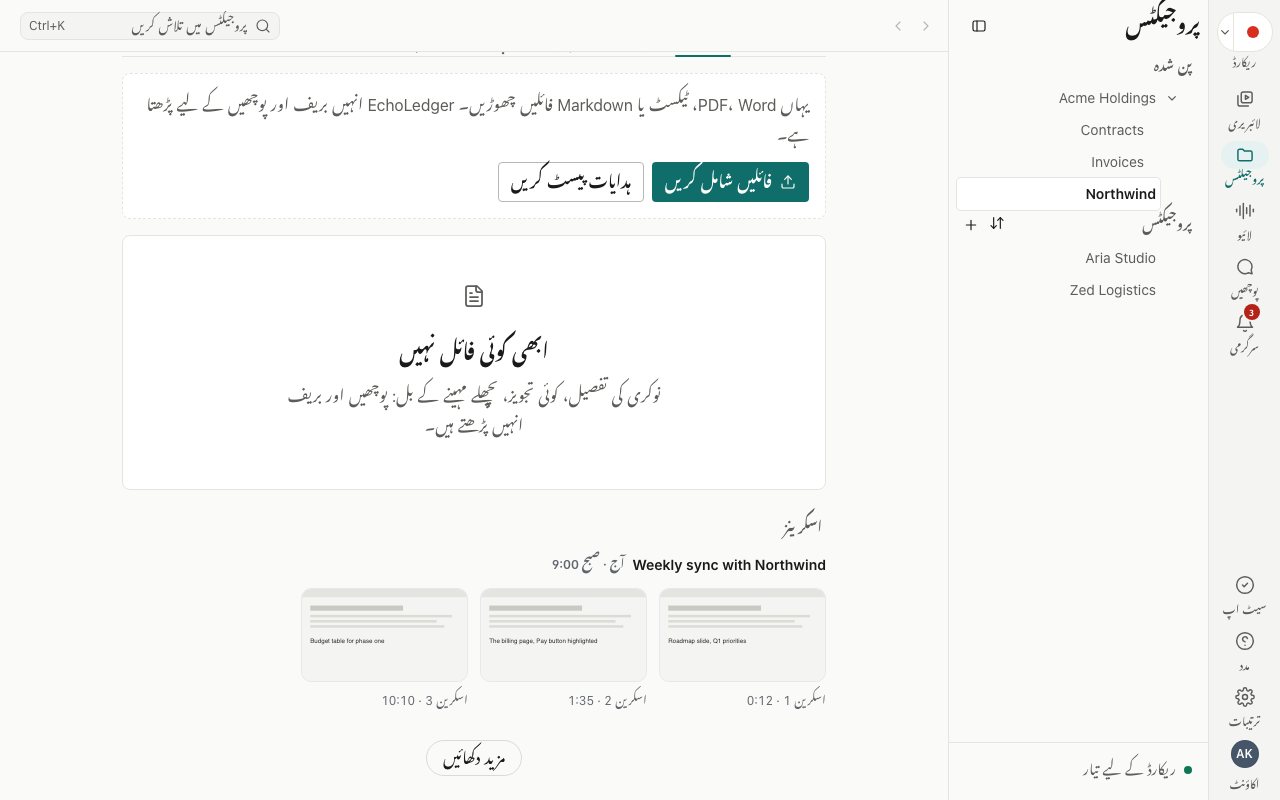 ریکارڈ
لائبریری
پروجیکٹس
لائیو
پوچھیں
3
سرگرمی
سیٹ اپ
مدد
ترتیبات
AK
اکاؤنٹ
پروجیکٹس
پن شدہ
Acme Holdings
Contracts
Invoices
Northwind
پروجیکٹس
Aria Studio
Zed Logistics
ریکارڈ کے لیے تیار
پروجیکٹس میں تلاش کریں
Ctrl+K
یہاں PDF، Word، ٹیکسٹ یا Markdown فائلیں چھوڑیں۔ EchoLedger انہیں بریف اور پوچھیں کے لیے پڑھتا
ہے۔
فائلیں شامل کریں
ہدایات پیسٹ کریں
ابھی کوئی فائل نہیں
نوکری کی تفصیل، کوئی تجویز، پچھلے مہینے کے بل: پوچھیں اور بریف
انہیں پڑھتے ہیں۔
اسکرینز
Weekly sync with Northwind آج · صبح 9:00
Roadmap slide, Q1 priorities
اسکرین 1 · 0:12
The billing page, Pay button highlighted
اسکرین 2 · 1:35
Budget table for phase one
اسکرین 3 · 10:10
مزید دکھائیں